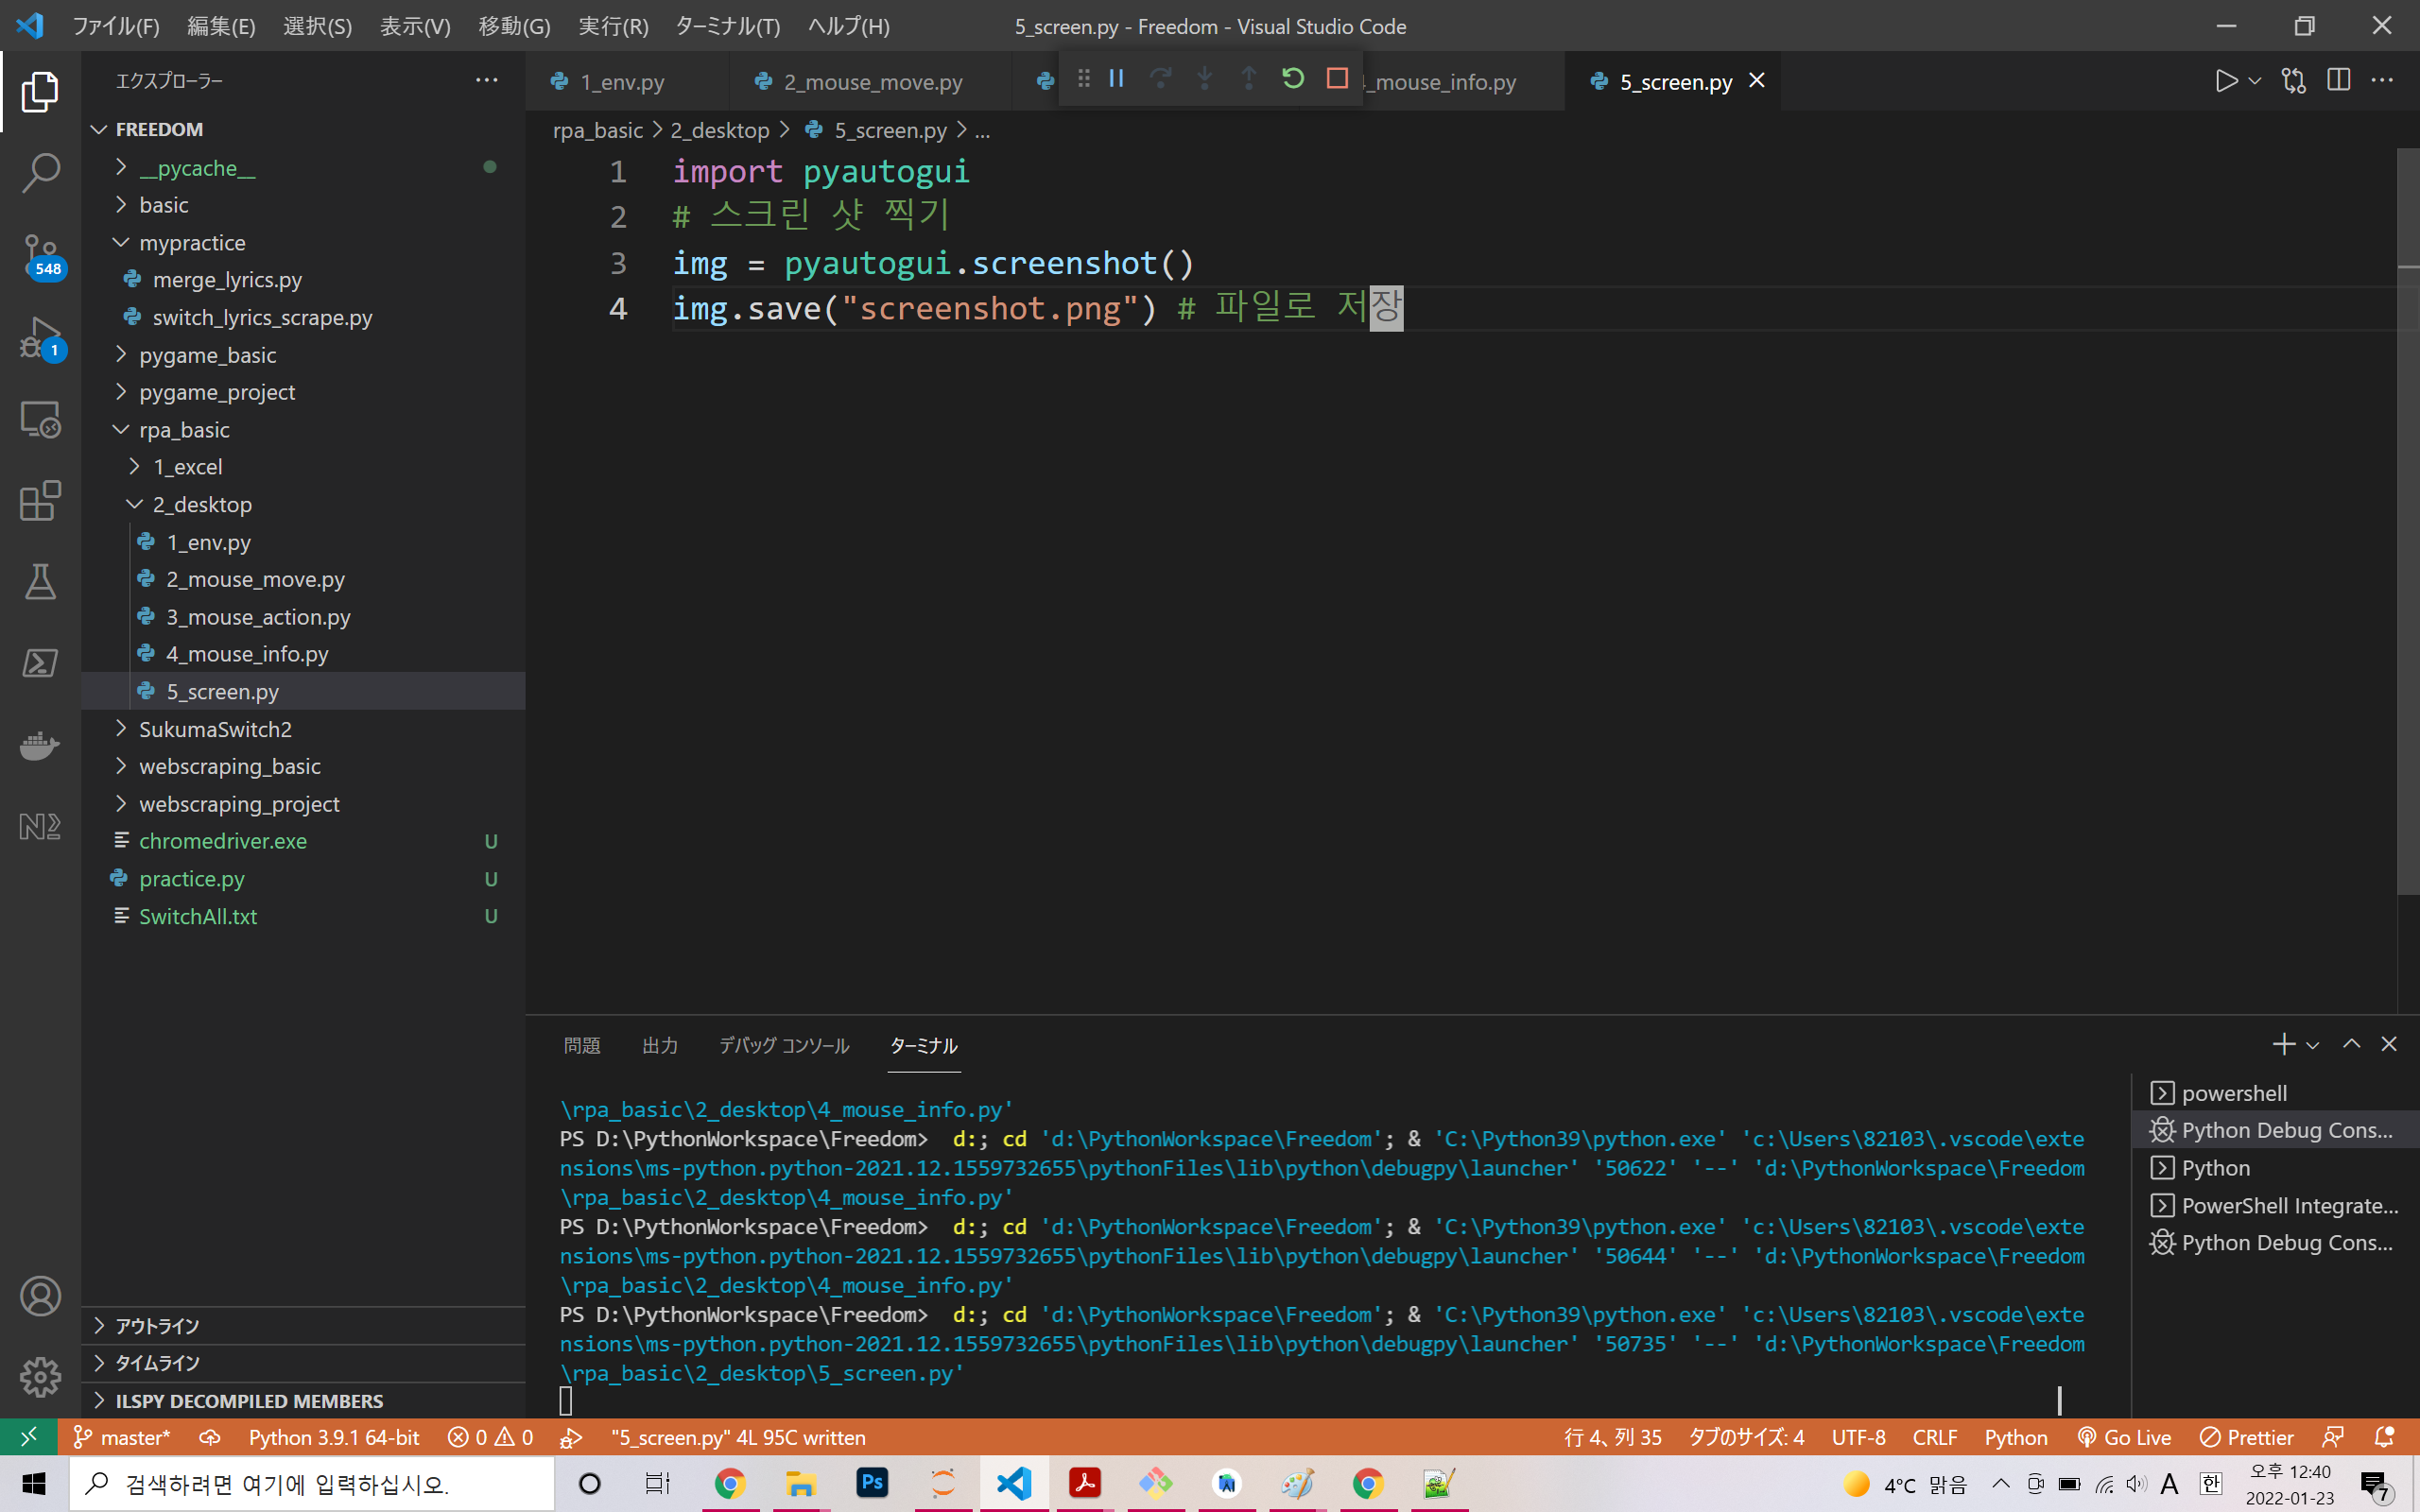 ファイル(F) 編集(E) 選択(S) 表示(V) 移動(G) 実行(R) ターミナル(T) ヘルプ(H) 5_screen.py - Freedom - Visual Studio Code
エクスプローラー
1_env.py 2_mouse_move.py 4_mouse_info.py 5_screen.py
FREEDOM
__pycache__
basic
mypractice
merge_lyrics.py
switch_lyrics_scrape.py
pygame_basic
pygame_project
rpa_basic
1_excel
2_desktop
1_env.py
2_mouse_move.py
3_mouse_action.py
4_mouse_info.py
5_screen.py
SukumaSwitch2
webscraping_basic
webscraping_project
chromedriver.exe U
practice.py U
SwitchAll.txt U
アウトライン
タイムライン
ILSPY DECOMPILED MEMBERS
548
1
rpa_basic > 2_desktop > 5_screen.py > ...
1 import pyautogui
2 # 스크린 샷 찍기
3 img = pyautogui.screenshot()
4 img.save("screenshot.png") # 파일로 저장
問題 出力 デバッグ コンソール ターミナル
\rpa_basic\2_desktop\4_mouse_info.py'
PS D:\PythonWorkspace\Freedom> d:; cd 'd:\PythonWorkspace\Freedom'; & 'C:\Python39\python.exe' 'c:\Users\82103\.vscode\exte
nsions\ms-python.python-2021.12.1559732655\pythonFiles\lib\python\debugpy\launcher' '50622' '--' 'd:\PythonWorkspace\Freedom
\rpa_basic\2_desktop\4_mouse_info.py'
PS D:\PythonWorkspace\Freedom> d:; cd 'd:\PythonWorkspace\Freedom'; & 'C:\Python39\python.exe' 'c:\Users\82103\.vscode\exte
nsions\ms-python.python-2021.12.1559732655\pythonFiles\lib\python\debugpy\launcher' '50644' '--' 'd:\PythonWorkspace\Freedom
\rpa_basic\2_desktop\4_mouse_info.py'
PS D:\PythonWorkspace\Freedom> d:; cd 'd:\PythonWorkspace\Freedom'; & 'C:\Python39\python.exe' 'c:\Users\82103\.vscode\exte
nsions\ms-python.python-2021.12.1559732655\pythonFiles\lib\python\debugpy\launcher' '50735' '--' 'd:\PythonWorkspace\Freedom
\rpa_basic\2_desktop\5_screen.py'
powershell
Python Debug Cons...
Python
PowerShell Integrate...
Python Debug Cons...
master* Python 3.9.1 64-bit 0 0 "5_screen.py" 4L 95C written 行 4、列 35 タブのサイズ: 4 UTF-8 CRLF Python Go Live Prettier
검색하려면 여기에 입력하십시오. Ps 4°C 맑음 A 한 오후 12:40
2022-01-23 7